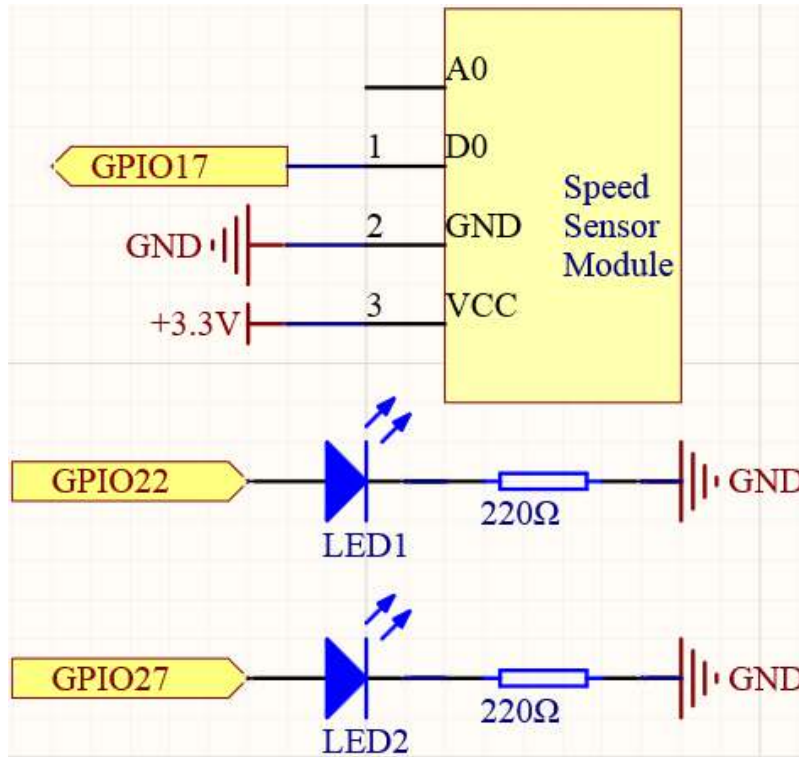 A0
GPIO17 1 D0
Speed
Sensor
Module
GND 2 GND
+3.3V 3 VCC
GPIO22
220Ω
GND
LED1
GPIO27
220Ω
GND
LED2